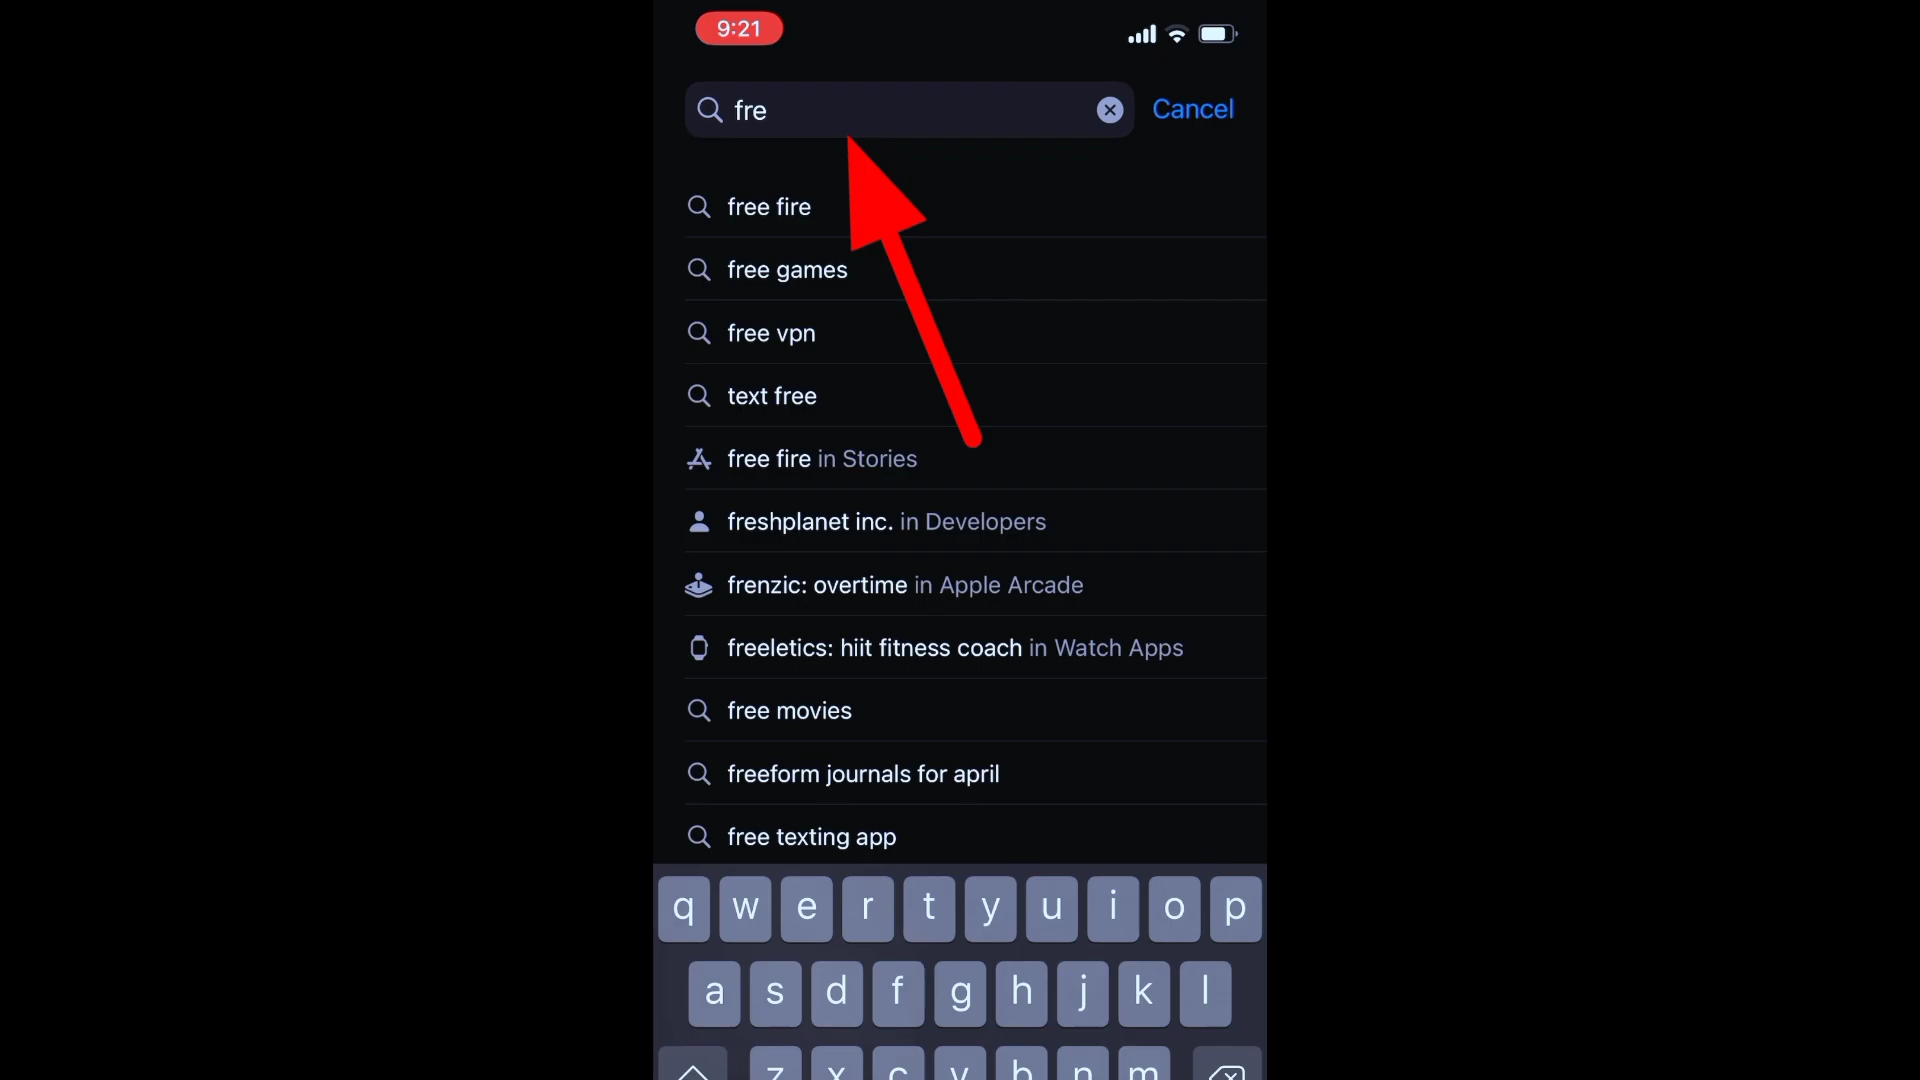 9:21
fre
Cancel
free fire
free games
free vpn
text free
free fire in Stories
freshplanet inc. in Developers
frenzic: overtime in Apple Arcade
freeletics: hiit fitness coach in Watch Apps
free movies
freeform journals for april
free texting app
q w e r t y u i o p
a s d f g h j k l
z x c v b n m